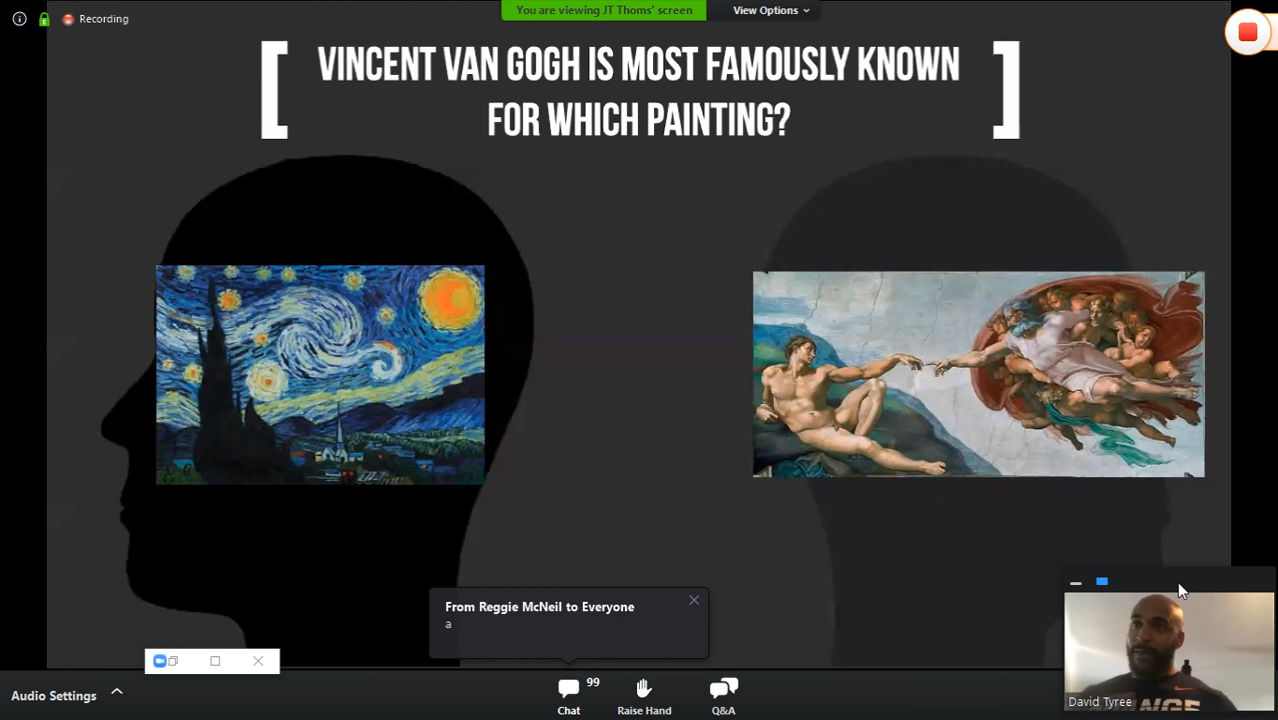 Recording
You are viewing JT Thoms' screen
View Options
VINCENT VAN GOGH IS MOST FAMOUSLY KNOWN
FOR WHICH PAINTING?
From Reggie McNeil to Everyone
a
David Tyree
Audio Settings
99
Chat
Raise Hand
Q&A